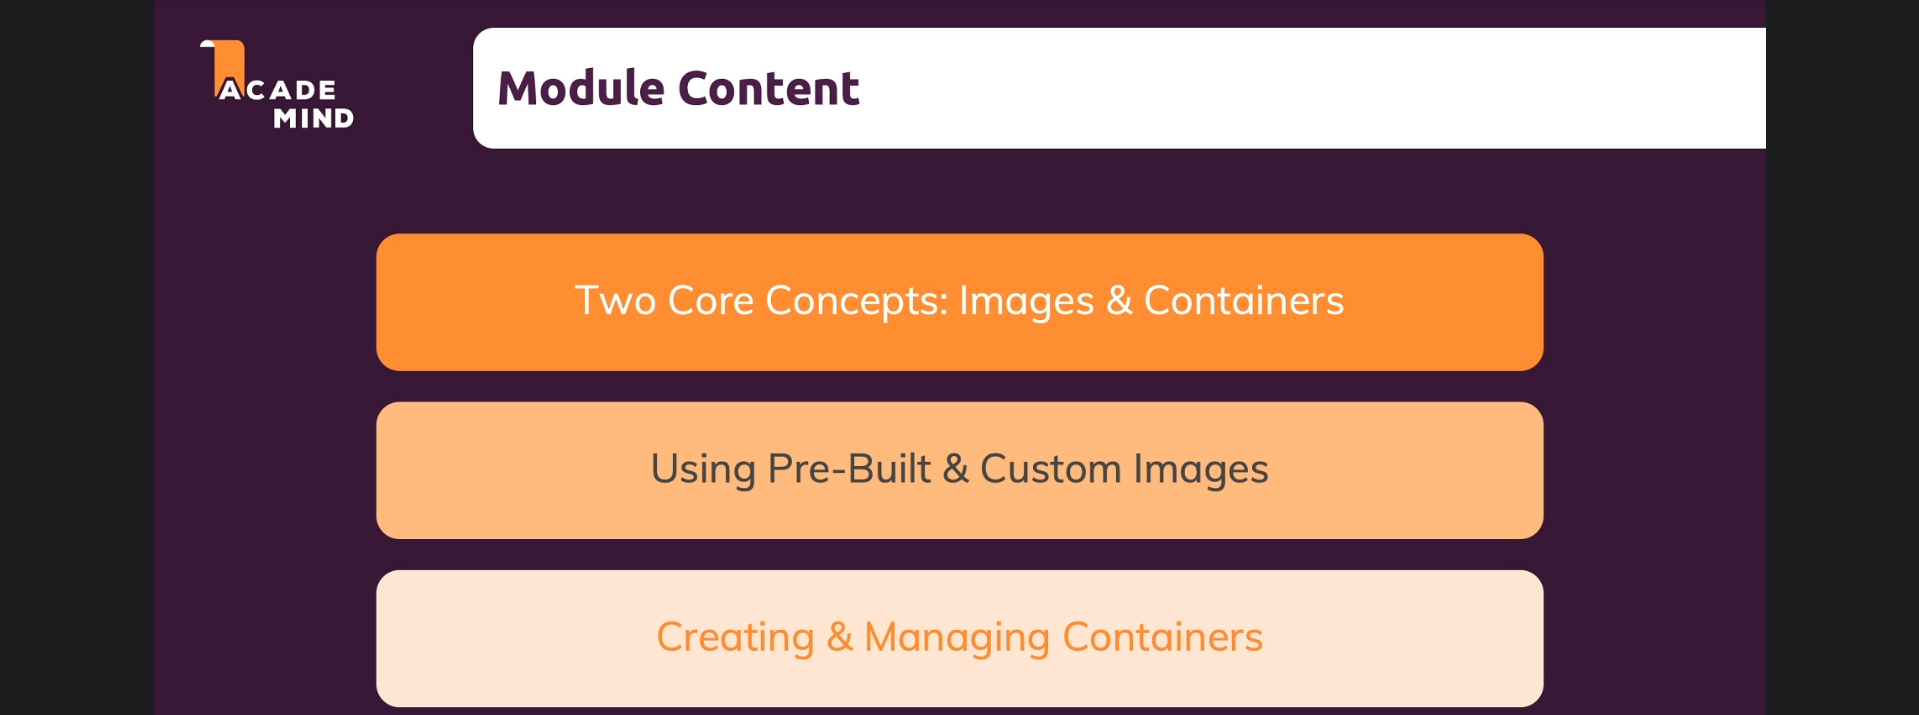 ACADE
MIND
Module Content
Two Core Concepts: Images & Containers
Using Pre-Built & Custom Images
Creating & Managing Containers